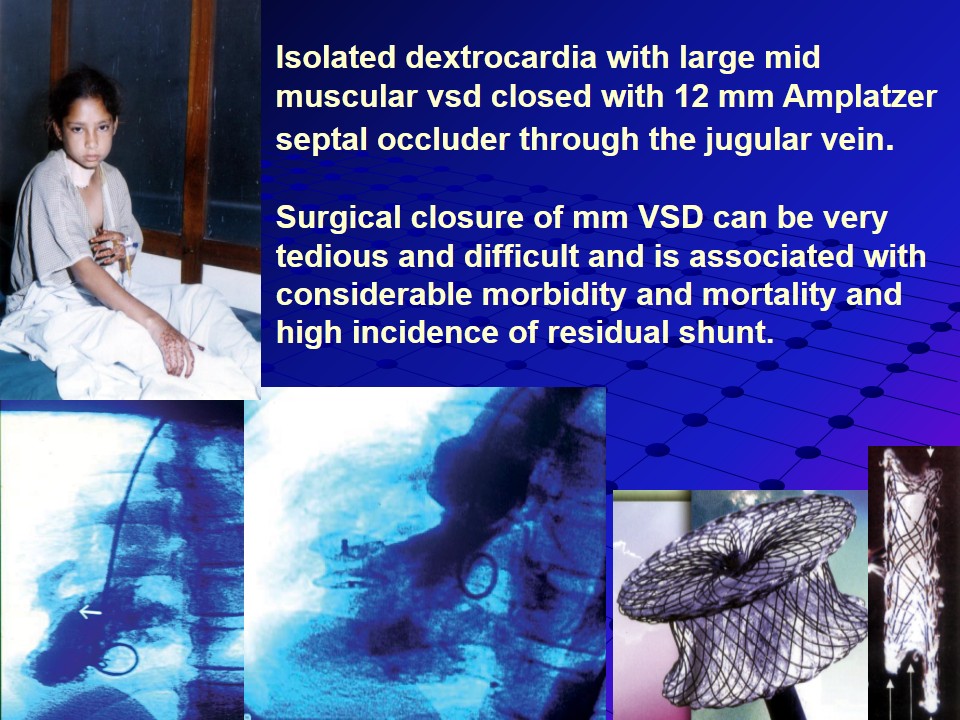 Isolated dextrocardia with large mid
muscular vsd closed with 12 mm Amplatzer
septal occluder through the jugular vein.
Surgical closure of mm VSD can be very
tedious and difficult and is associated with
considerable morbidity and mortality and
high incidence of residual shunt.